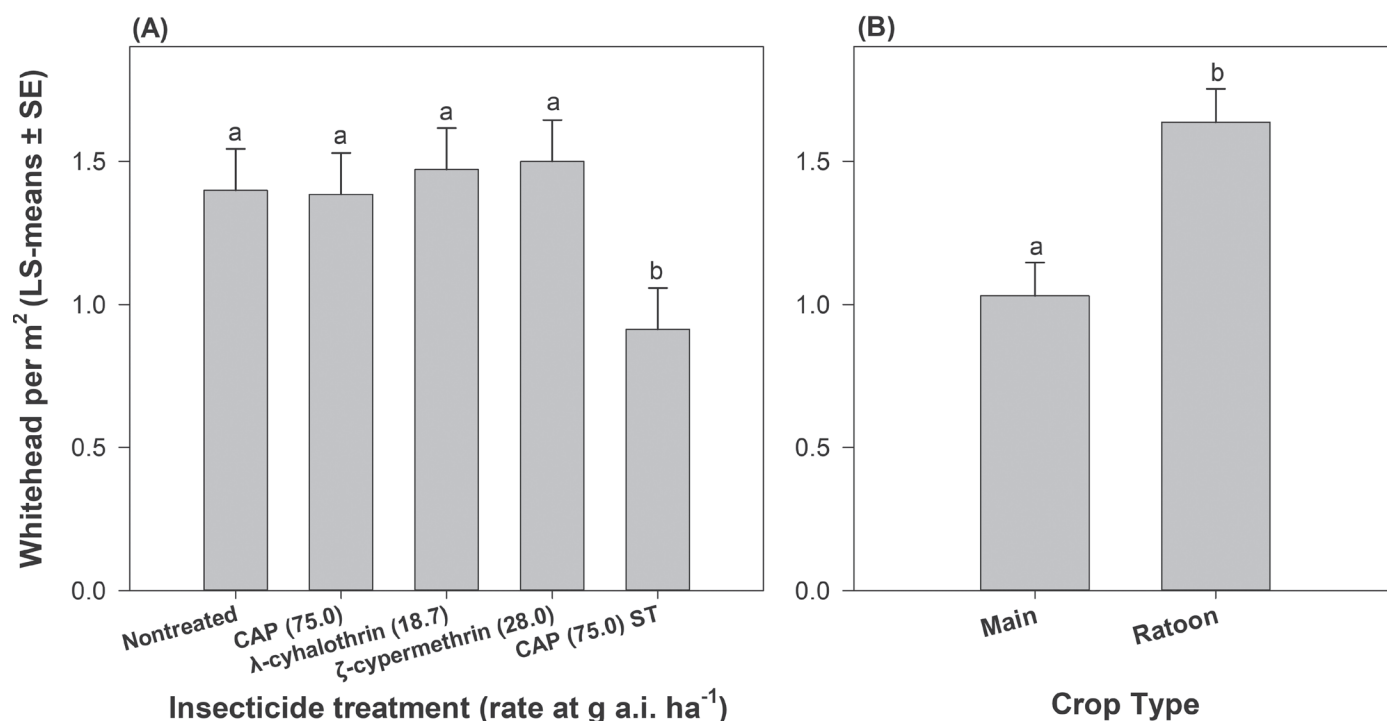 (A)
Whitehead per m² (LS-means ± SE)
1.5
1.0
0.5
0.0
a
a
a
a
b
Nontreated
CAP (75.0)
λ-cyhalothrin (18.7)
ζ-cypermethrin (28.0)
CAP (75.0) ST
Insecticide treatment (rate at g a.i. ha⁻¹)
(B)
1.5
1.0
0.5
0.0
a
b
Main
Ratoon
Crop Type